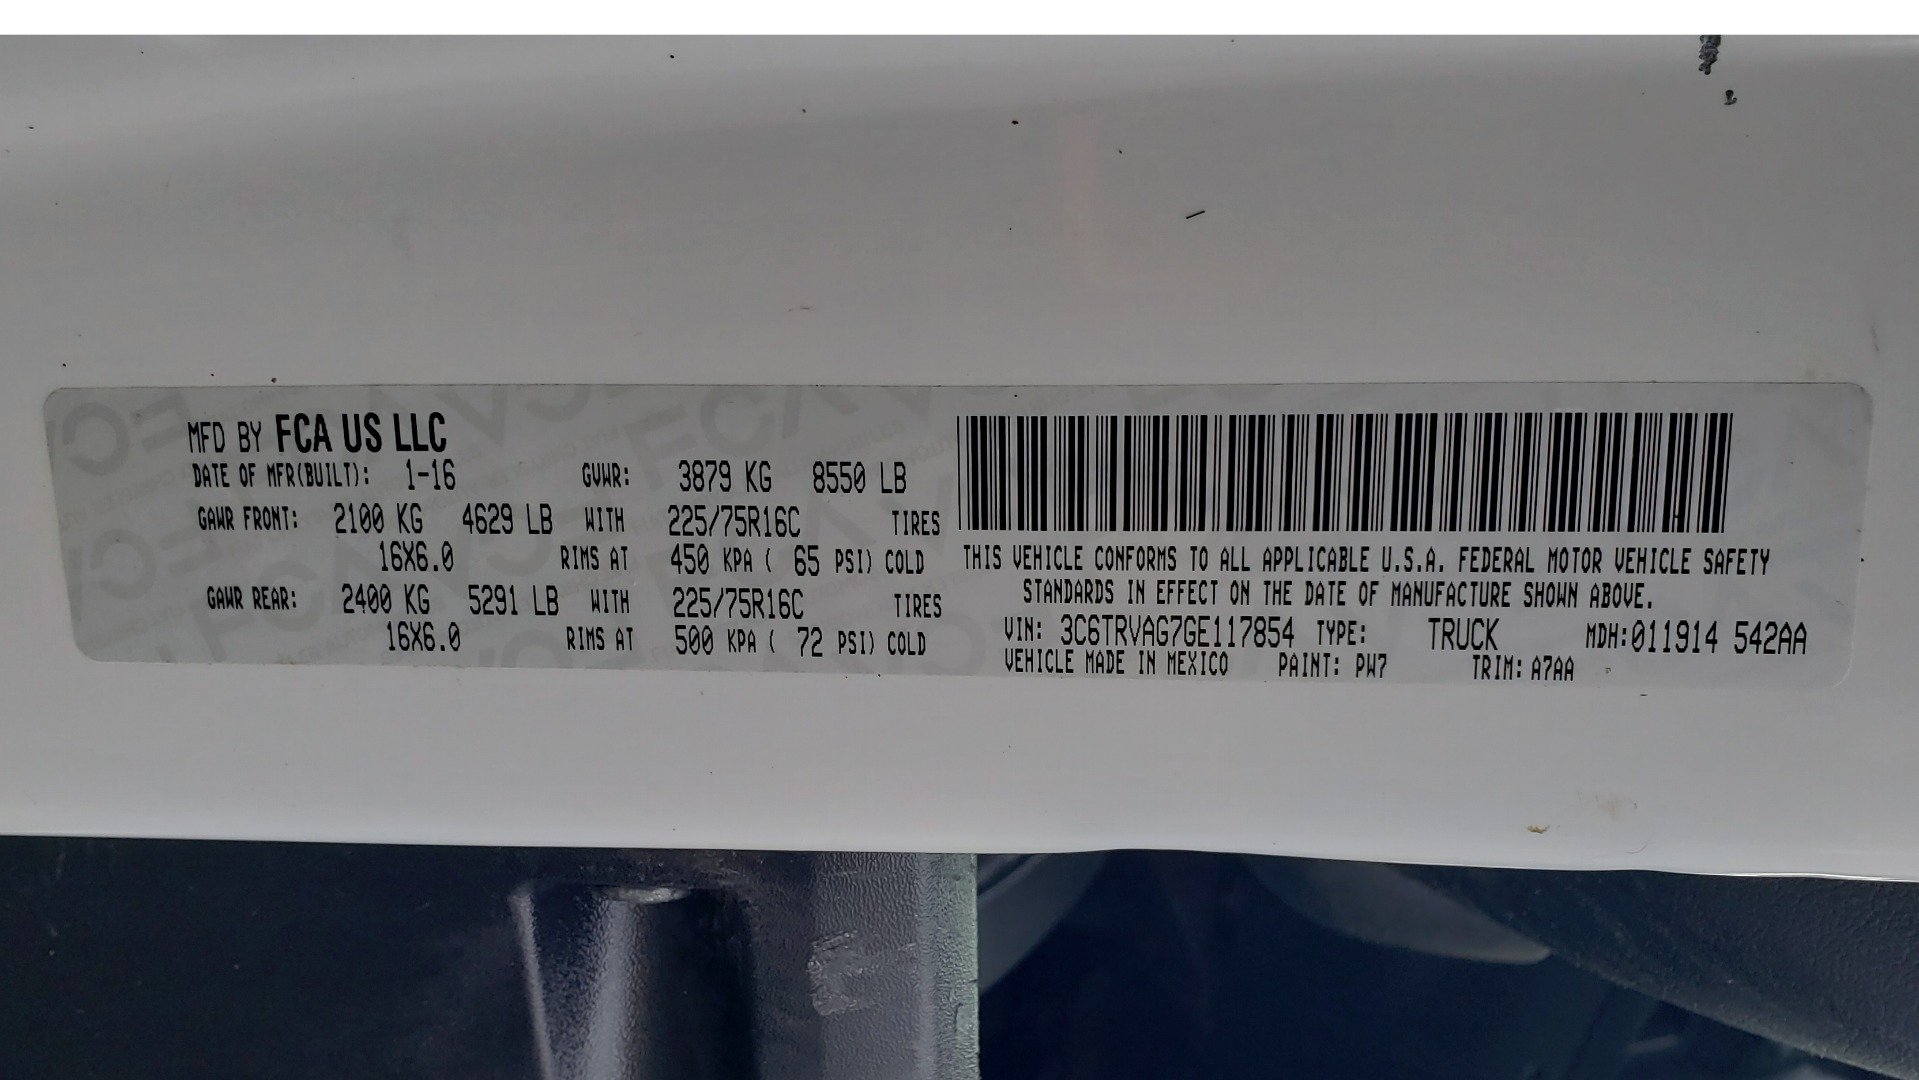 MFD BY FCA US LLC
DATE OF MFR(BUILT): 1-16 GVWR: 3879 KG 8550 LB
GAWR FRONT: 2100 KG 4629 LB WITH 225/75R16C TIRES
16X6.0 RIMS AT 450 KPA ( 65 PSI) COLD
GAWR REAR: 2400 KG 5291 LB WITH 225/75R16C TIRES
16X6.0 RIMS AT 500 KPA ( 72 PSI) COLD
THIS VEHICLE CONFORMS TO ALL APPLICABLE U.S.A. FEDERAL MOTOR VEHICLE SAFETY
STANDARDS IN EFFECT ON THE DATE OF MANUFACTURE SHOWN ABOVE.
VIN: 3C6TRVAG7GE117854 TYPE: TRUCK MDH:011914 542AA
VEHICLE MADE IN MEXICO PAINT: PW7 TRIM: A7AA